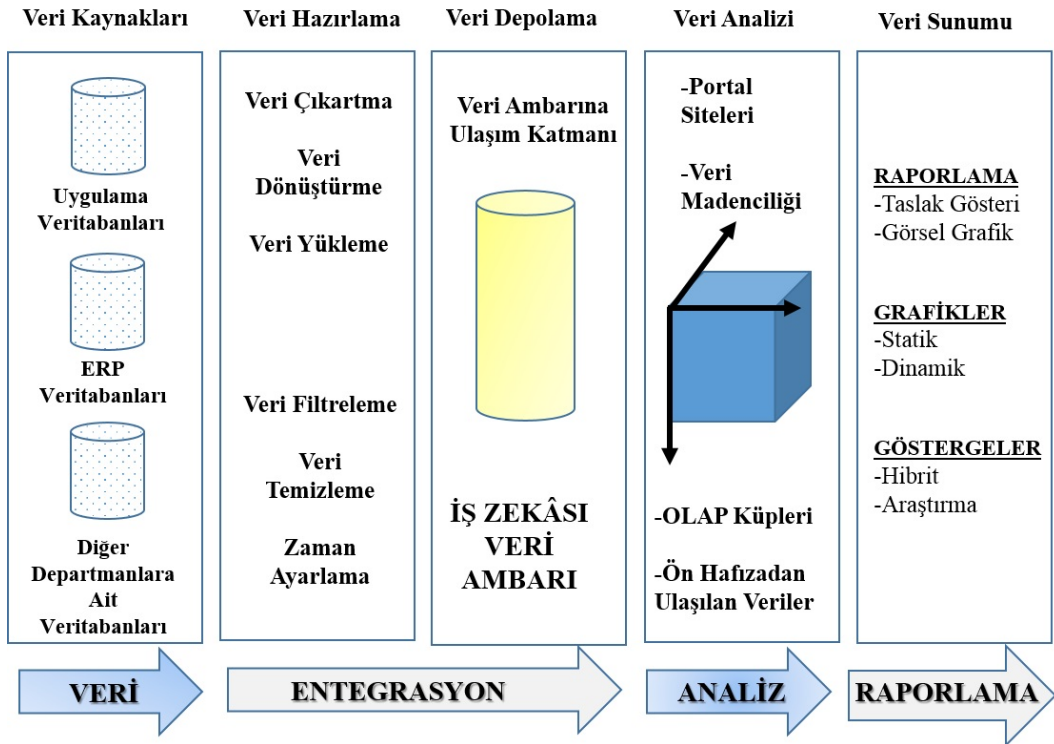 Veri Kaynakları
Veri Hazırlama
Veri Depolama
Veri Analizi
Veri Sunumu
Uygulama
Veritabanları
ERP
Veritabanları
Diğer
Departmanlara
Ait
Veritabanları
Veri Çıkartma
Veri
Dönüştürme
Veri Yükleme
Veri Filtreleme
Veri
Temizleme
Zaman
Ayarlama
Veri Ambarına
Ulaşım Katmanı
İŞ ZEKÂSI
VERİ
AMBARI
-Portal
Siteleri
-Veri
Madenciliği
-OLAP Küpleri
-Ön Hafızadan
Ulaşılan Veriler
RAPORLAMA
-Taslak Gösteri
-Görsel Grafik
GRAFİKLER
-Statik
-Dinamik
GÖSTERGELER
-Hibrit
-Araştırma
VERİ
ENTEGRASYON
ANALİZ
RAPORLAMA